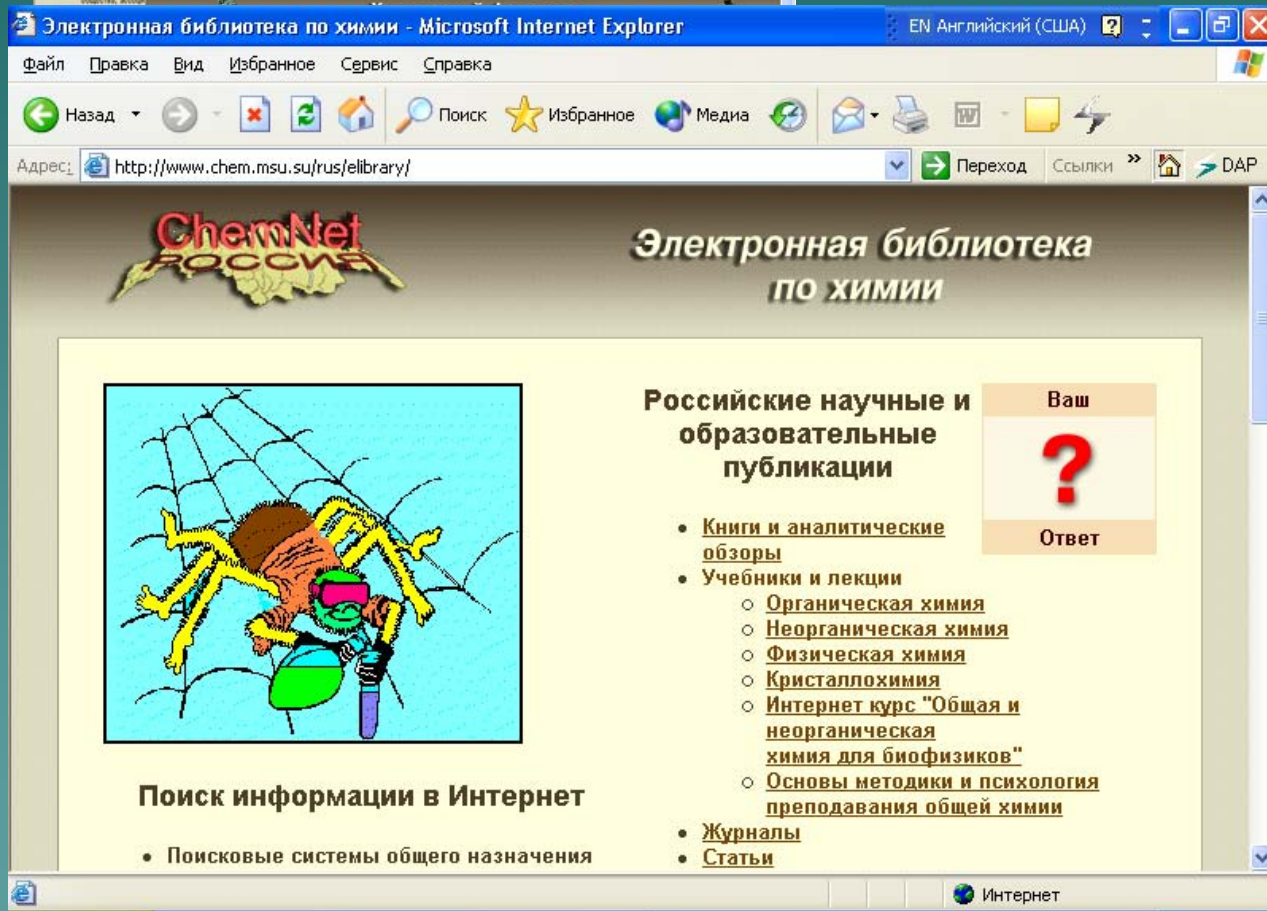 Электронная библиотека по химии - Microsoft Internet Explorer
EN Английский (США)
Файл Правка Вид Избранное Сервис Справка
Назад Поиск Избранное Медиа
Адрес: http://www.chem.msu.su/rus/elibrary/ Переход Ссылки » DAP
ChemNet
РОССИЯ
Электронная библиотека
по химии
Российские научные и
образовательные
публикации
Ваш
?
Ответ
• Книги и аналитические
обзоры
• Учебники и лекции
○ Органическая химия
○ Неорганическая химия
○ Физическая химия
○ Кристаллохимия
○ Интернет курс "Общая и
неорганическая
химия для биофизиков"
○ Основы методики и психология
преподавания общей химии
• Журналы
• Статьи
Поиск информации в Интернет
• Поисковые системы общего назначения
Интернет